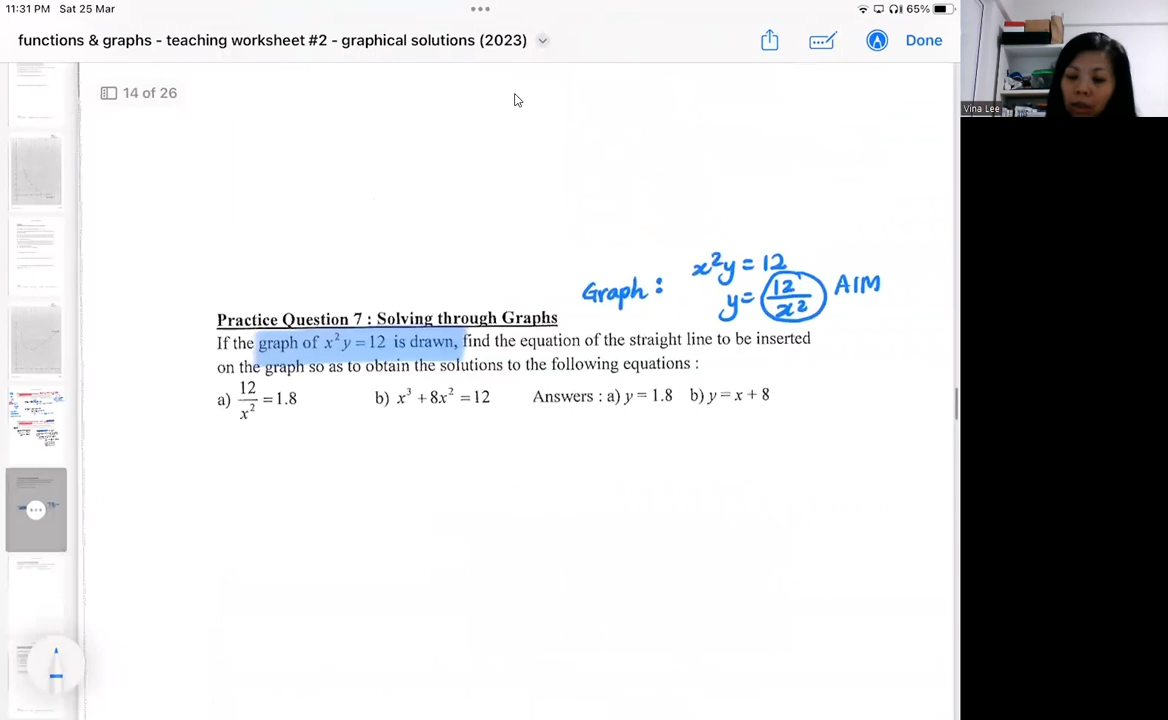 11:31 PM Sat 25 Mar
65%
functions & graphs - teaching worksheet #2 - graphical solutions (2023)
Done
14 of 26
Vina Lee
x²y = 12
Graph : y = 12/x² AIM
Practice Question 7 : Solving through Graphs
If the graph of x²y = 12 is drawn, find the equation of the straight line to be inserted
on the graph so as to obtain the solutions to the following equations :
a) 12/x² = 1.8 b) x³ + 8x² = 12 Answers : a) y = 1.8 b) y = x + 8